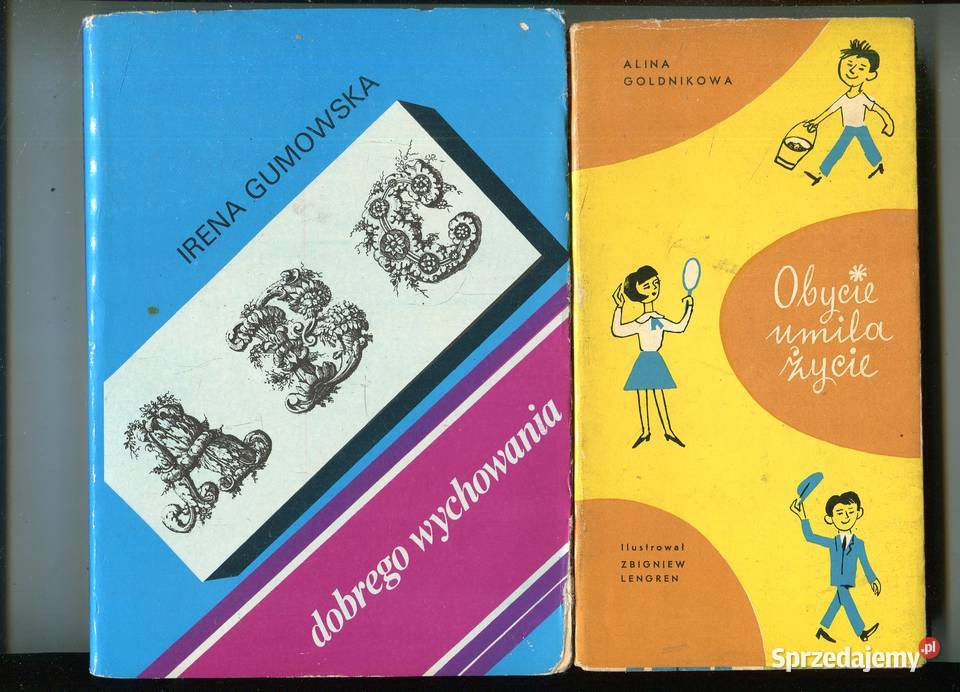 IRENA GUMOWSKA
ABC
dobrego wychowania
ALINA
GOLDNIKOWA
Obycie
umila
życie
Ilustrował
ZBIGNIEW
LENGREN
Sprzedajemy.pl